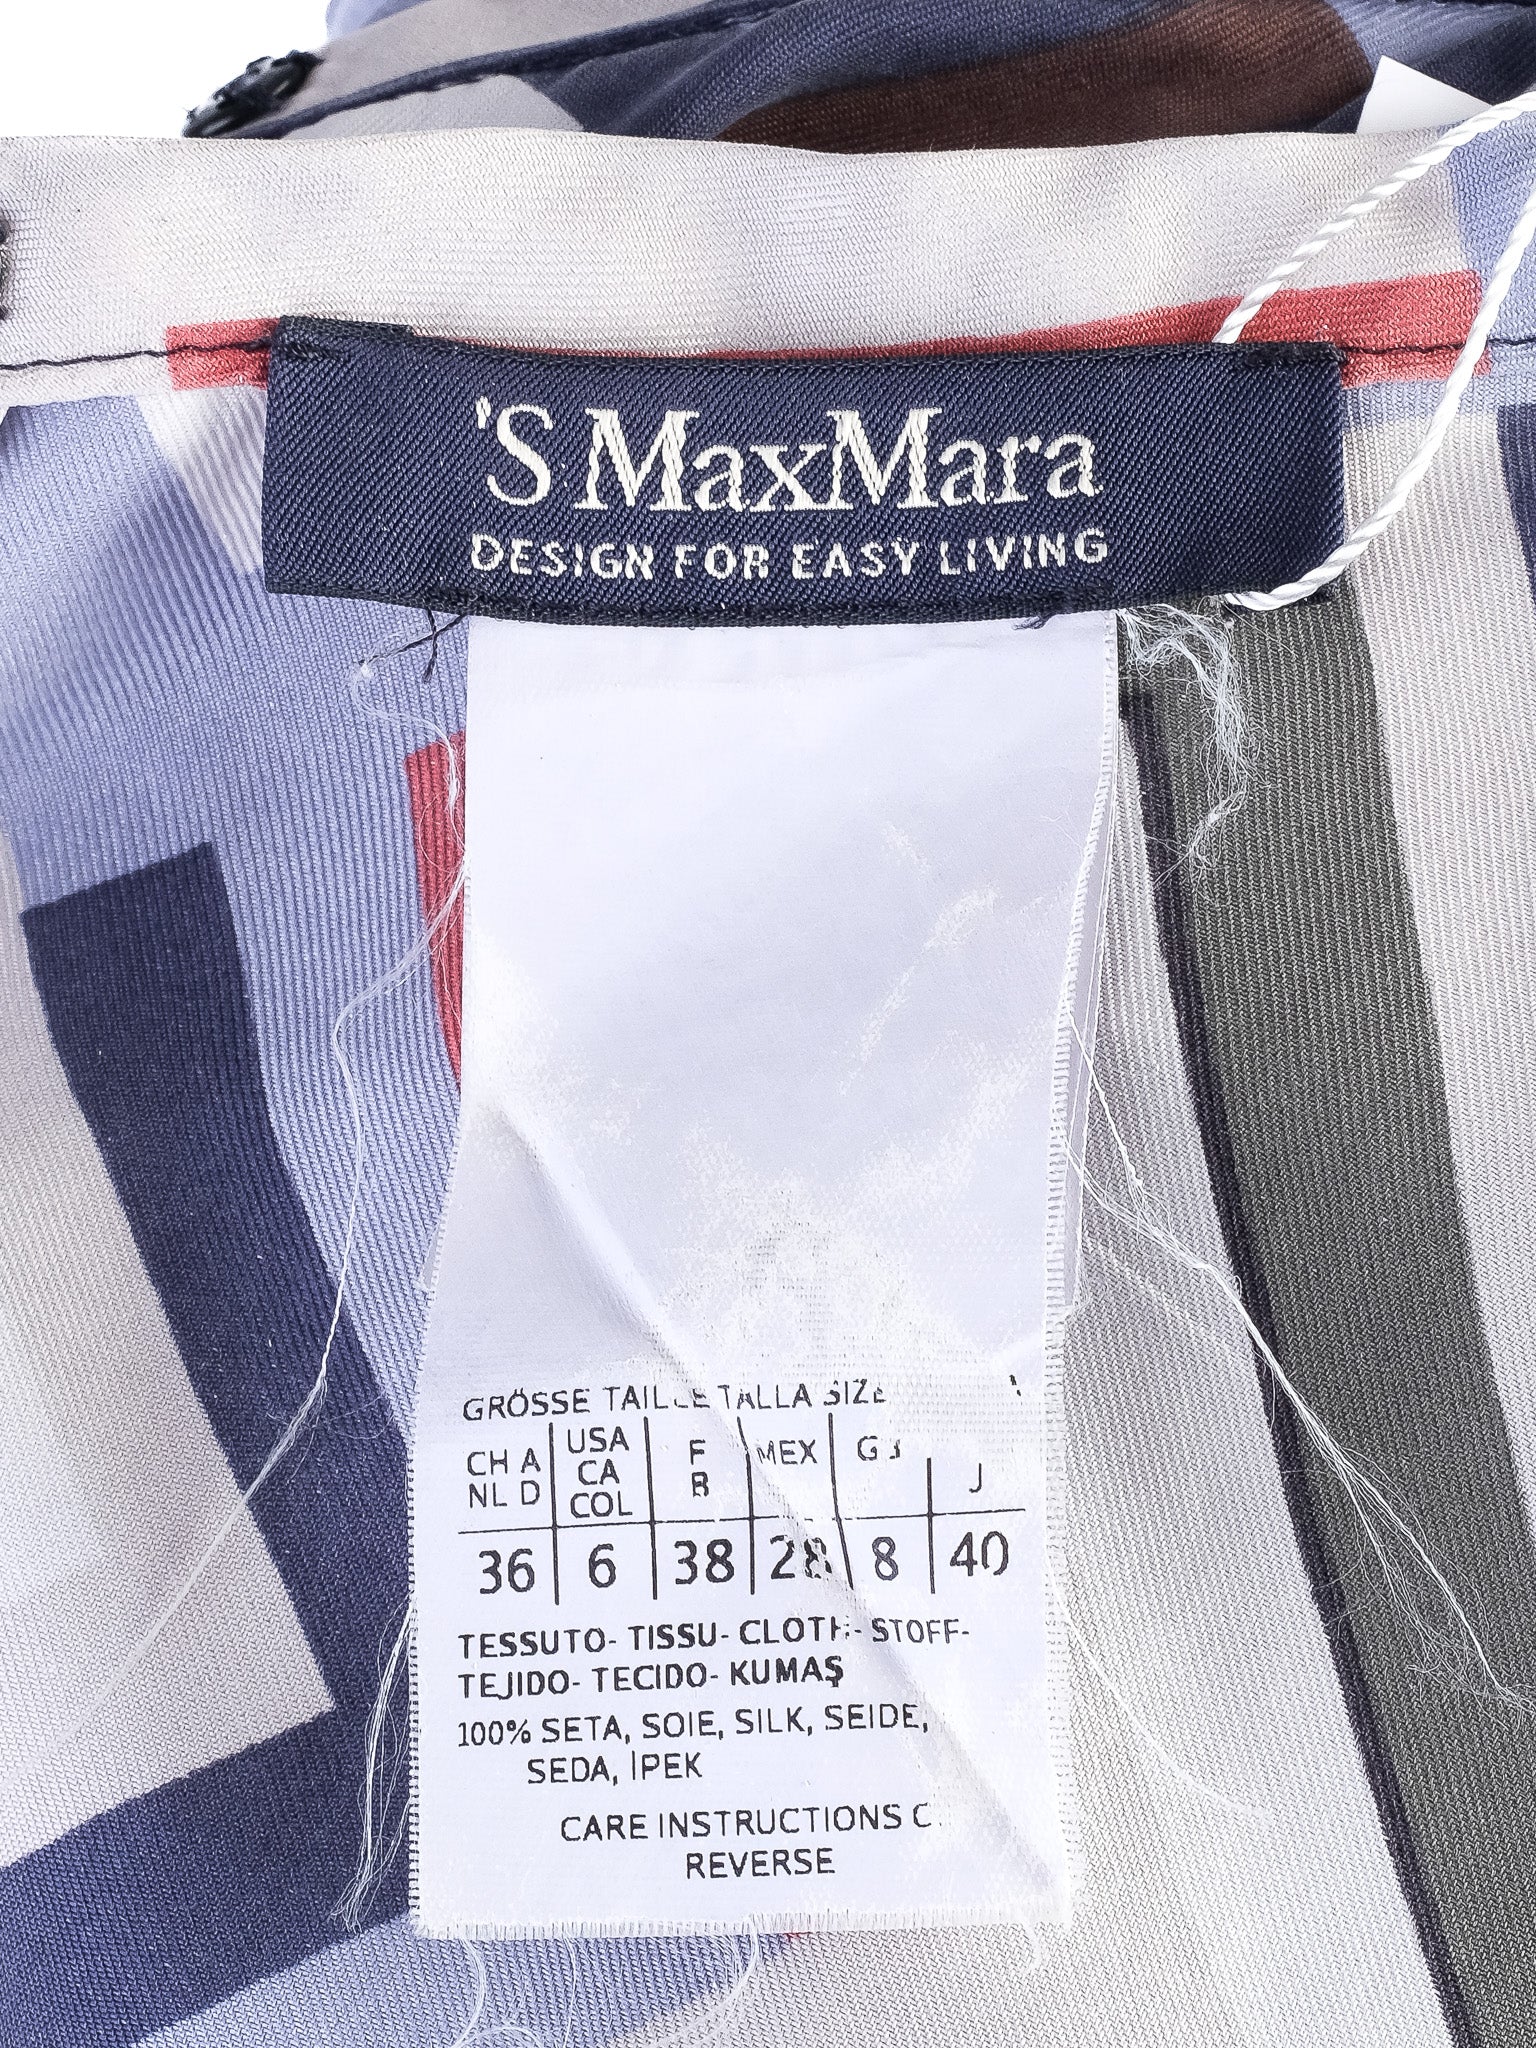 'S MaxMara
DESIGN FOR EASY LIVING
GRÖSSE TAILLE TALLA SIZE
CH A NL D USA CA COL F B MEX GB J
36 6 38 28 8 40
TESSUTO- TISSU- CLOTH- STOFF-
TEJIDO- TECIDO- KUMAŞ
100% SETA, SOIE, SILK, SEIDE,
SEDA, İPEK
CARE INSTRUCTIONS
REVERSE